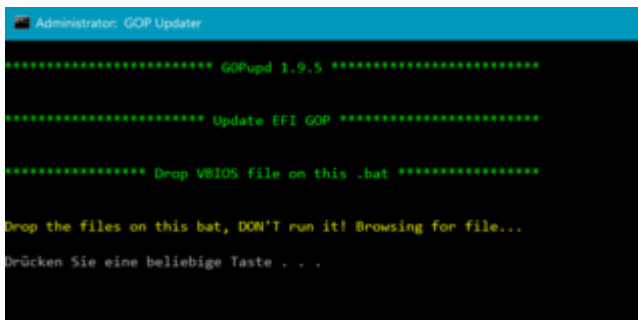 Administrator: GOP Updater
************************* GOPupd 1.9.5 *************************
************************ Update EFI GOP ************************
***************** Drop VBIOS file on this .bat *****************
Drop the files on this bat, DON'T run it! Browsing for file...
Drücken Sie eine beliebige Taste . . .